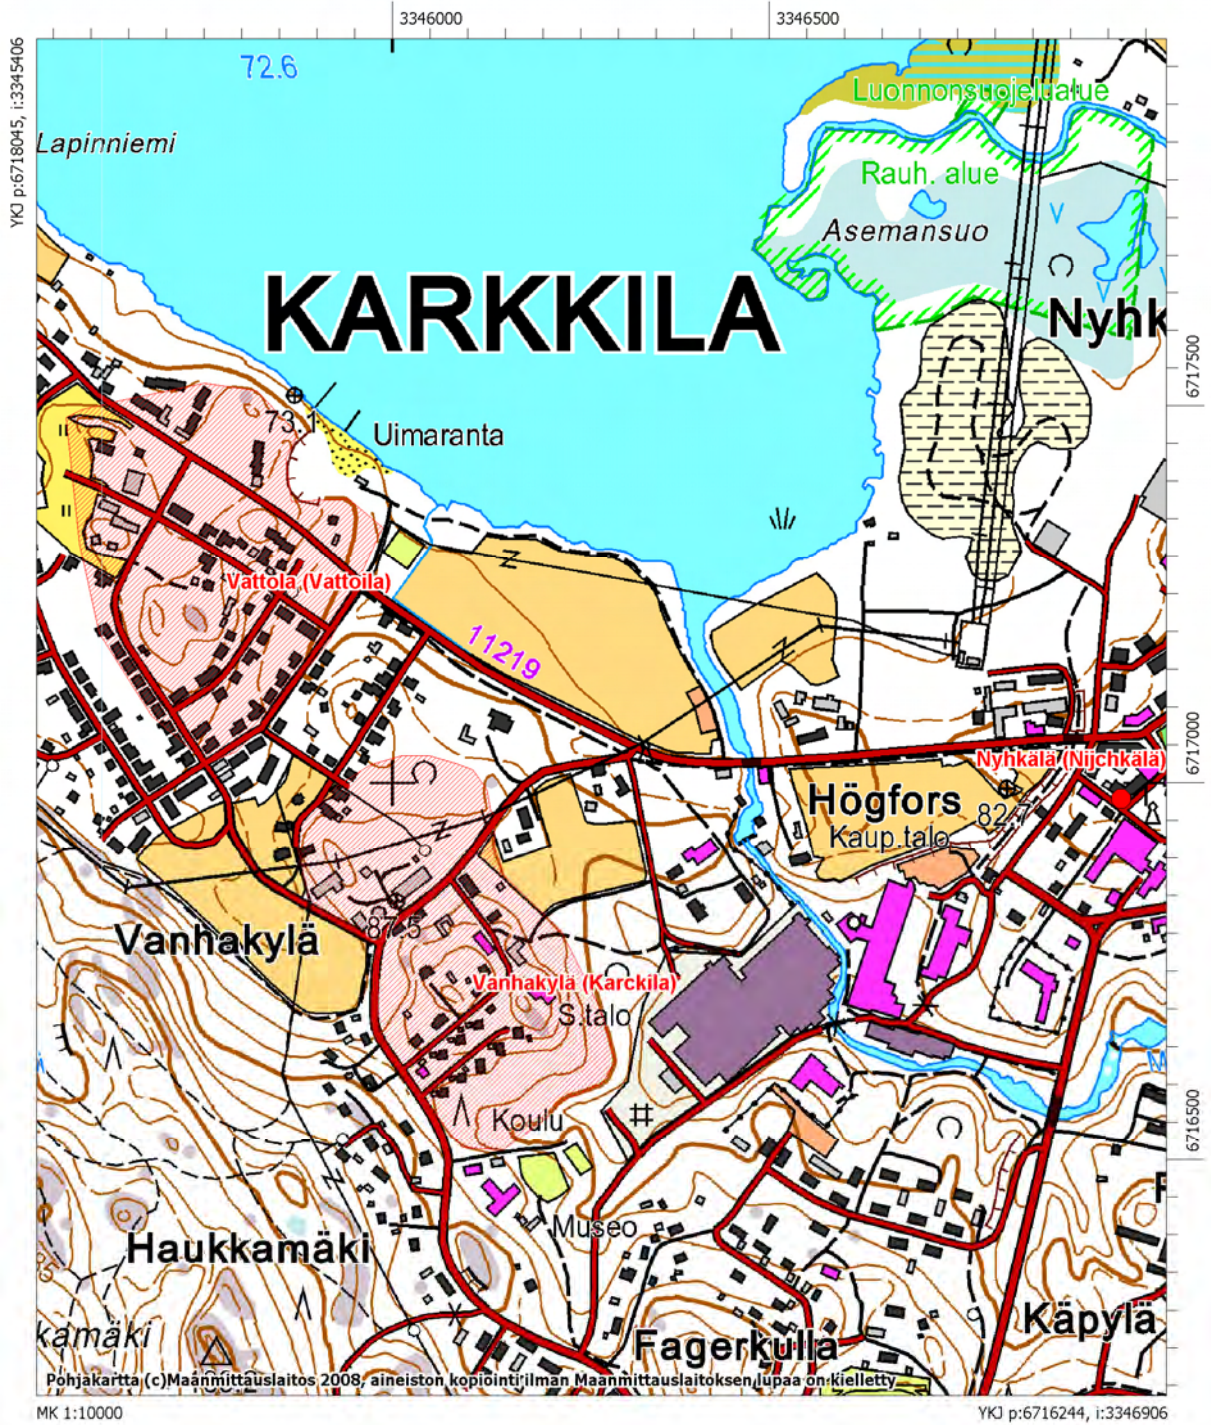 3346000
3346500
YKJ p:6718045, i:3345406
72.6
Luonnonsuojelualue
Lapinniemi
Rauh. alue
Asemansuo
KARKKILA
Nyhk
6717500
73.1
Uimaranta
Vattola (Vattoila)
11219
6717000
Nyhkälä (Nijchkälä)
Högfors
82.7
Kaup.talo
87.5
Vanhakylä
Vanhakylä (Karckila)
S.talo
Koulu
6716500
Museo
Haukkamäki
Käpylä
kamäki
Fagerkulla
Pohjakartta (c)Maanmittauslaitos 2008, aineiston kopiointi ilman Maanmittauslaitoksen lupaa on kielletty
MK 1:10000
YKJ p:6716244, i:3346906